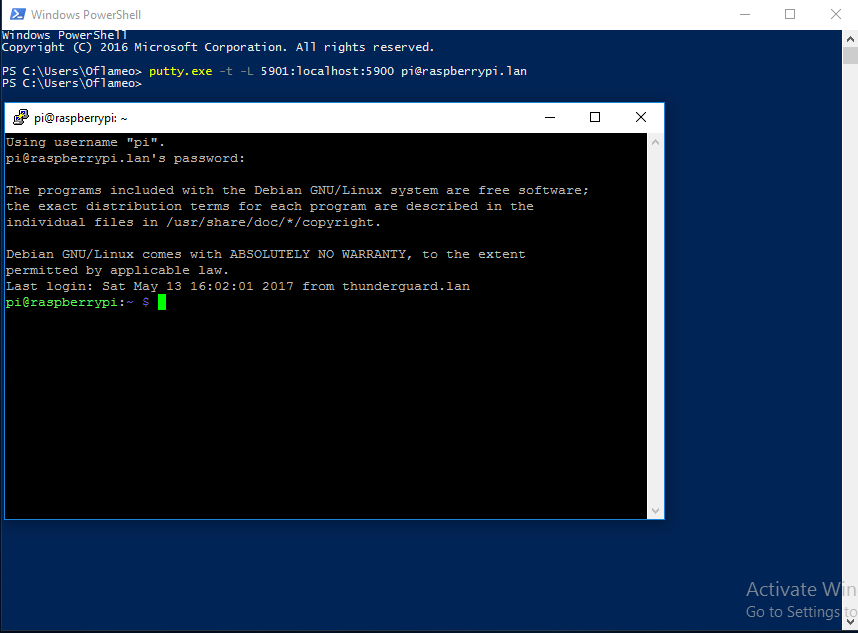 Windows PowerShell
Windows PowerShell
Copyright (C) 2016 Microsoft Corporation. All rights reserved.
PS C:\Users\Oflameo> putty.exe -t -L 5901:localhost:5900 pi@raspberrypi.lan
PS C:\Users\Oflameo>
pi@raspberrypi: ~
Using username "pi".
pi@raspberrypi.lan's password:
The programs included with the Debian GNU/Linux system are free software;
the exact distribution terms for each program are described in the
individual files in /usr/share/doc/*/copyright.
Debian GNU/Linux comes with ABSOLUTELY NO WARRANTY, to the extent
permitted by applicable law.
Last login: Sat May 13 16:02:01 2017 from thunderguard.lan
pi@raspberrypi:~ $
Activate Win
Go to Settings to